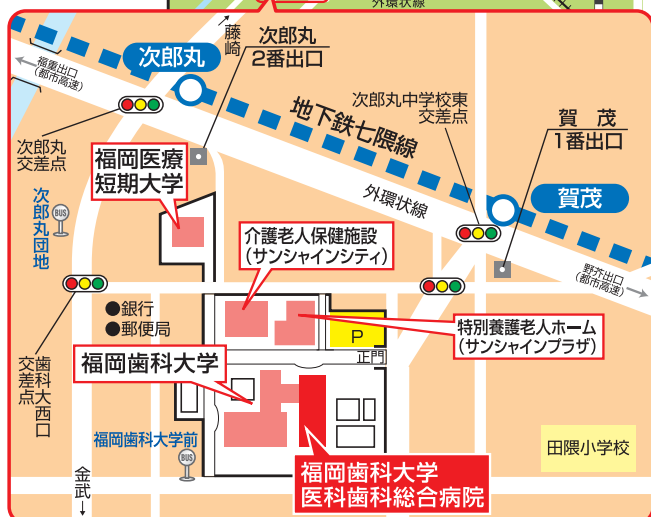 外環状線
藤崎
次郎丸
2番出口
次郎丸
福重出口
(都市高速)
次郎丸中学校東
交差点
賀茂
1番出口
地下鉄七隈線
次郎丸
交差点
福岡医療
短期大学
外環状線
賀茂
次郎丸団地
BUS
介護老人保健施設
(サンシャインシティ)
野芥出口
(都市高速)
●銀行
●郵便局
P
特別養護老人ホーム
(サンシャインプラザ)
正門
福岡歯科大学
歯科大西口
交差点
福岡歯科大学前
BUS
田隈小学校
金武
福岡歯科大学
医科歯科総合病院